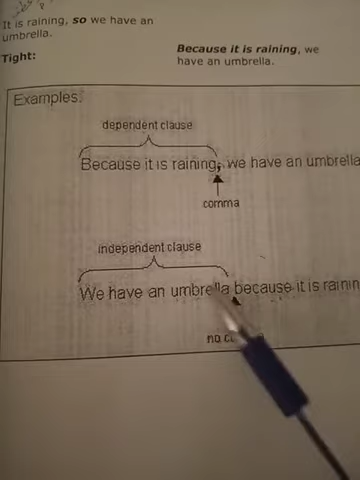 It is raining, so we have an
umbrella.
Tight:
Because it is raining, we
have an umbrella.
Examples:
dependent clause
Because it is raining, we have an umbrella
comma
independent clause
We have an umbrella because it is rainin
no c